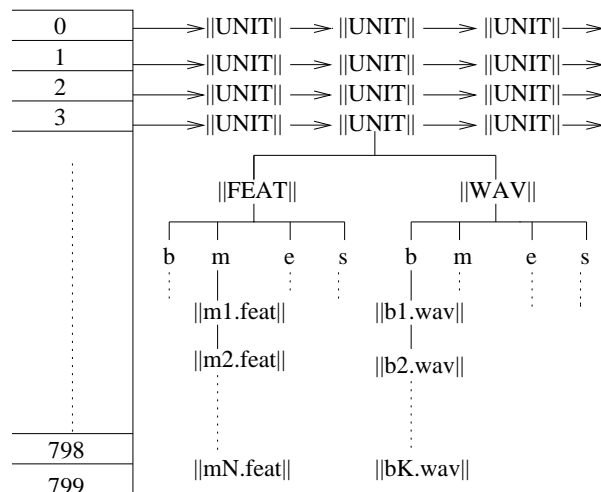 0 ||UNIT|| ||UNIT|| ||UNIT||
1 ||UNIT|| ||UNIT|| ||UNIT||
2 ||UNIT|| ||UNIT|| ||UNIT||
3 ||UNIT|| ||UNIT|| ||UNIT||
||FEAT|| ||WAV||
b m e s b m e s
||m1.feat|| ||b1.wav||
||m2.feat|| ||b2.wav||
798
||mN.feat|| ||bK.wav||
799